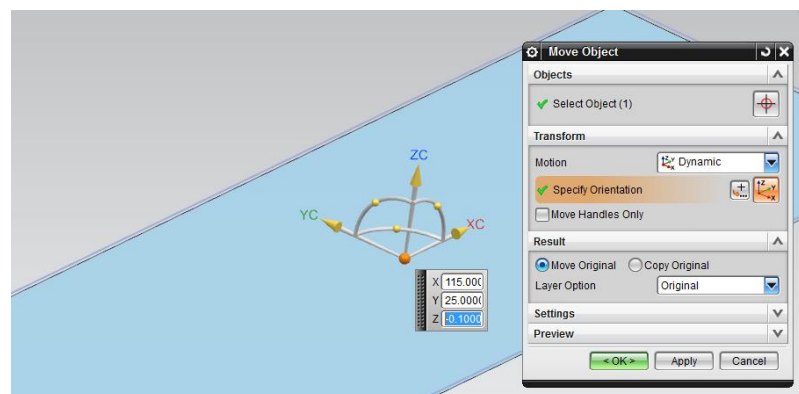 Move Object
Objects
Select Object (1)
Transform
Motion Dynamic
Specify Orientation
Move Handles Only
Result
Move Original Copy Original
Layer Option Original
Settings
Preview
< OK > Apply Cancel
ZC
YC XC
X 115.000
Y 25.0000
Z -0.1000